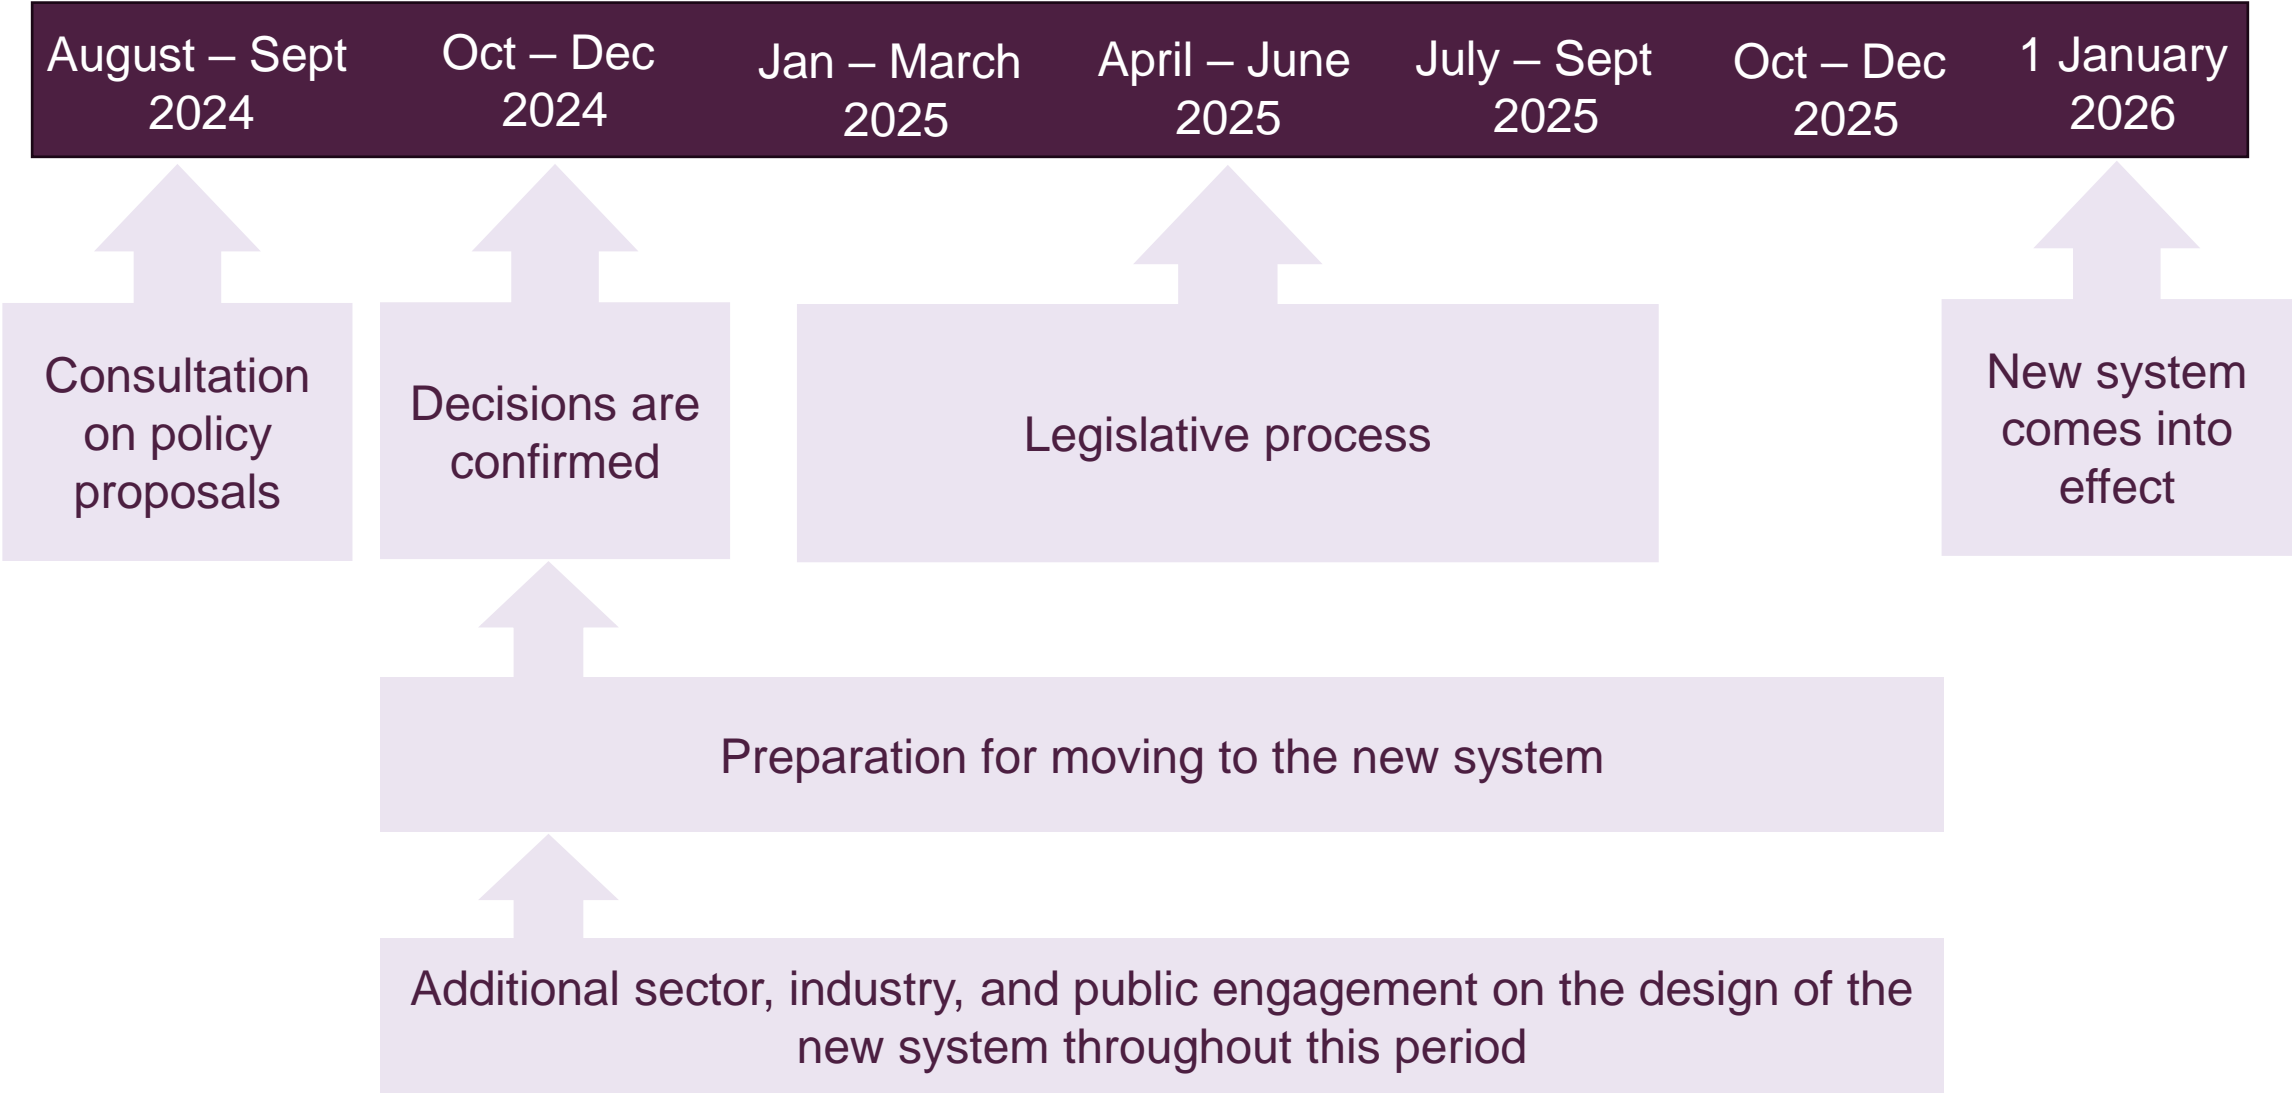 August – Sept
2024
Oct – Dec
2024
Jan – March
2025
April – June
2025
July – Sept
2025
Oct – Dec
2025
1 January
2026
Consultation
on policy
proposals
Decisions are
confirmed
Legislative process
New system
comes into
effect
Preparation for moving to the new system
Additional sector, industry, and public engagement on the design of the
new system throughout this period